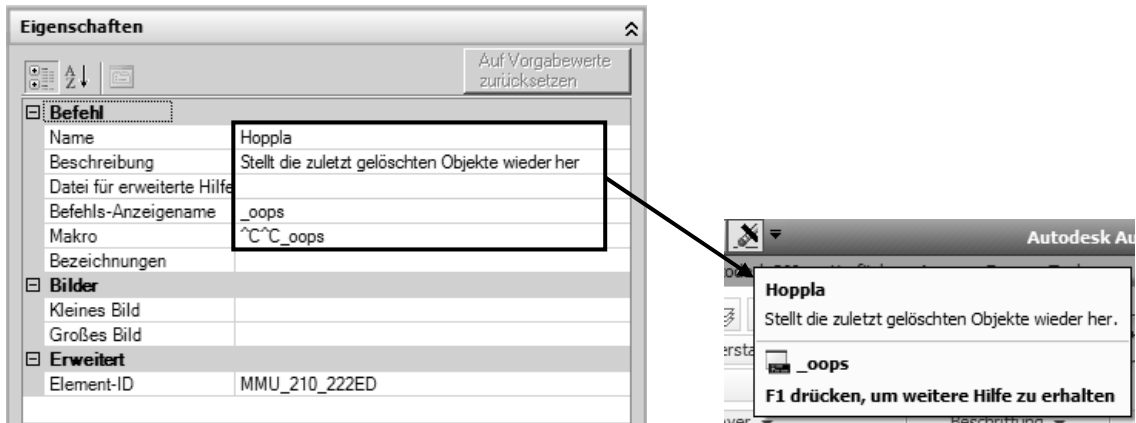 Eigenschaften
Auf Vorgabewerte
zurücksetzen
Befehl
Name Hoppla
Beschreibung Stellt die zuletzt gelöschten Objekte wieder her
Datei für erweiterte Hilfe
Befehls-Anzeigename _oops
Makro ^C^C_oops
Bezeichnungen
Bilder
Kleines Bild
Großes Bild
Erweitert
Element-ID MMU_210_222ED
Autodesk Au
Hoppla
Stellt die zuletzt gelöschten Objekte wieder her.
_oops
F1 drücken, um weitere Hilfe zu erhalten
Beschriftung